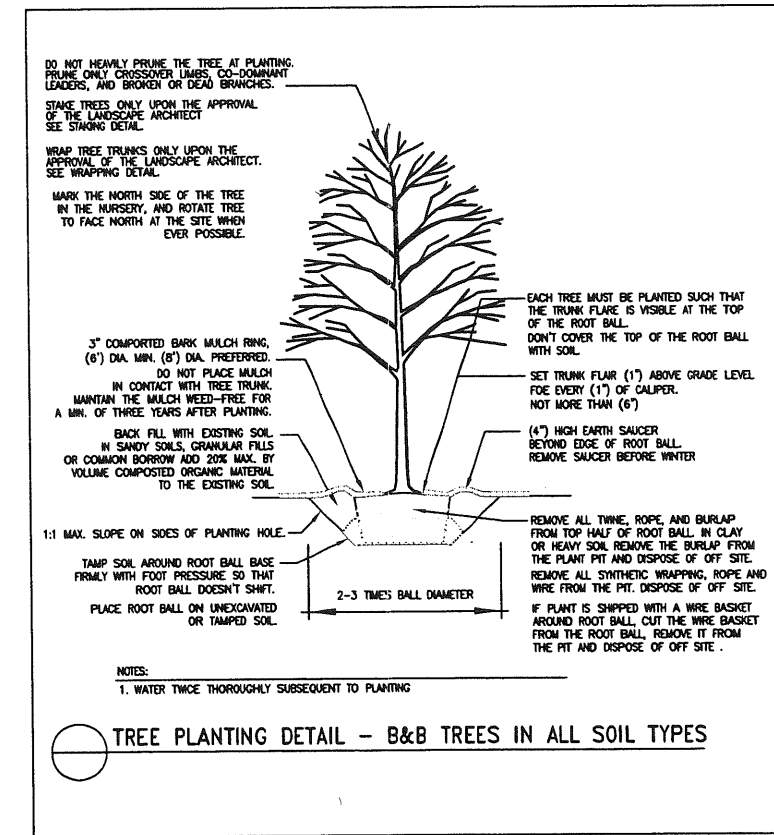 DO NOT HEAVILY PRUNE THE TREE AT PLANTING.
PRUNE ONLY CROSSOVER LIMBS, CO-DOMINANT
LEADERS, AND BROKEN OR DEAD BRANCHES.
STAKE TREES ONLY UPON THE APPROVAL
OF THE LANDSCAPE ARCHITECT
SEE STAKING DETAIL
WRAP TREE TRUNKS ONLY UPON THE
APPROVAL OF THE LANDSCAPE ARCHITECT.
SEE WRAPPING DETAIL
MARK THE NORTH SIDE OF THE TREE
IN THE NURSERY, AND ROTATE TREE
TO FACE NORTH AT THE SITE WHEN
EVER POSSIBLE.
3" COMPORTED BARK MULCH RING,
(6') DIA. MIN. (8') DIA. PREFERRED.
DO NOT PLACE MULCH
IN CONTACT WITH TREE TRUNK.
MAINTAIN THE MULCH WEED-FREE FOR
A MIN. OF THREE YEARS AFTER PLANTING.
BACK FILL WITH EXISTING SOIL
IN SANDY SOILS, GRANULAR FILLS
OR COMMON BORROW ADD 20% MAX. BY
VOLUME COMPOSTED ORGANIC MATERIAL
TO THE EXISTING SOIL.
1:1 MAX. SLOPE ON SIDES OF PLANTING HOLE.
TAMP SOIL AROUND ROOT BALL BASE
FIRMLY WITH FOOT PRESSURE SO THAT
ROOT BALL DOESN'T SHIFT.
PLACE ROOT BALL ON UNEXCAVATED
OR TAMPED SOIL
EACH TREE MUST BE PLANTED SUCH THAT
THE TRUNK FLARE IS VISIBLE AT THE TOP
OF THE ROOT BALL.
DON'T COVER THE TOP OF THE ROOT BALL
WITH SOIL
SET TRUNK FLAIR (1") ABOVE GRADE LEVEL
FOE EVERY (1") OF CALIPER.
NOT MORE THAN (6")
(4") HIGH EARTH SAUCER
BEYOND EDGE OF ROOT BALL.
REMOVE SAUCER BEFORE WINTER
REMOVE ALL TWINE, ROPE, AND BURLAP
FROM TOP HALF OF ROOT BALL. IN CLAY
OR HEAVY SOIL REMOVE THE BURLAP FROM
THE PLANT PIT AND DISPOSE OF OFF SITE.
REMOVE ALL SYNTHETIC WRAPPING, ROPE AND
WIRE FROM THE PIT. DISPOSE OF OFF SITE.
IF PLANT IS SHIPPED WITH A WIRE BASKET
AROUND ROOT BALL, CUT THE WIRE BASKET
FROM THE ROOT BALL, REMOVE IT FROM
THE PIT AND DISPOSE OF OFF SITE .
2-3 TIMES BALL DIAMETER
NOTES:
1. WATER TWICE THOROUGHLY SUBSEQUENT TO PLANTING
TREE PLANTING DETAIL - B&B TREES IN ALL SOIL TYPES